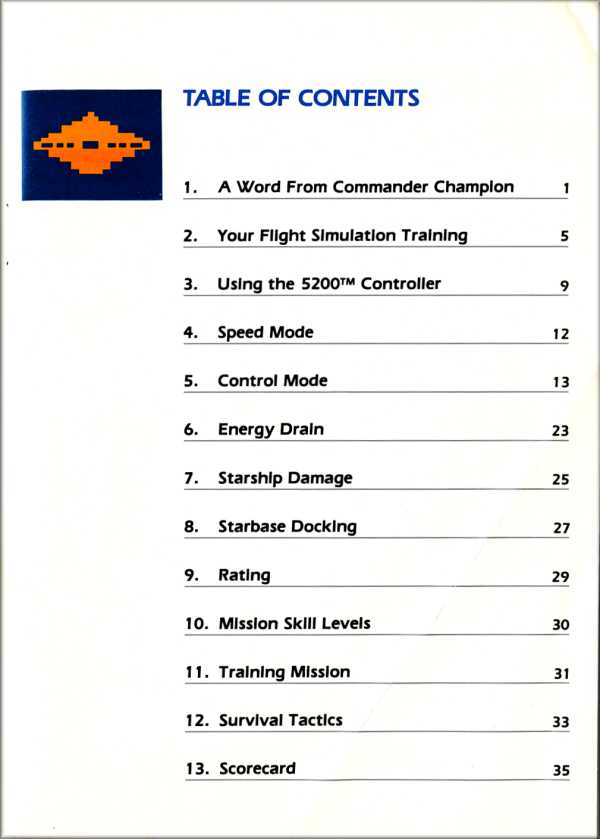 TABLE OF CONTENTS
1. A Word From Commander Champion 1
2. Your Flight Simulation Training 5
3. Using the 5200™ Controller 9
4. Speed Mode 12
5. Control Mode 13
6. Energy Drain 23
7. Starship Damage 25
8. Starbase Docking 27
9. Rating 29
10. Mission Skill Levels 30
11. Training Mission 31
12. Survival Tactics 33
13. Scorecard 35